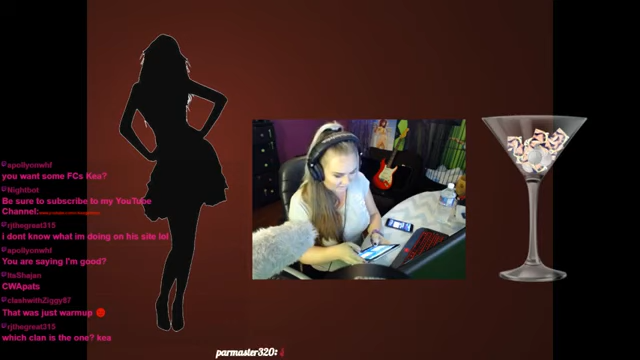 apollyonwhf
you want some FCs Kea?
Nightbot
Be sure to subscribe to my YouTube
Channel:
rjthegreat315
i dont know what im doing on his site lol
apollyonwhf
You are saying I'm good?
ItaShajan
CWApats
clashwithZiggy87
That was just warmup
rjthegreat315
which clan is the one? kea
parmaster320: